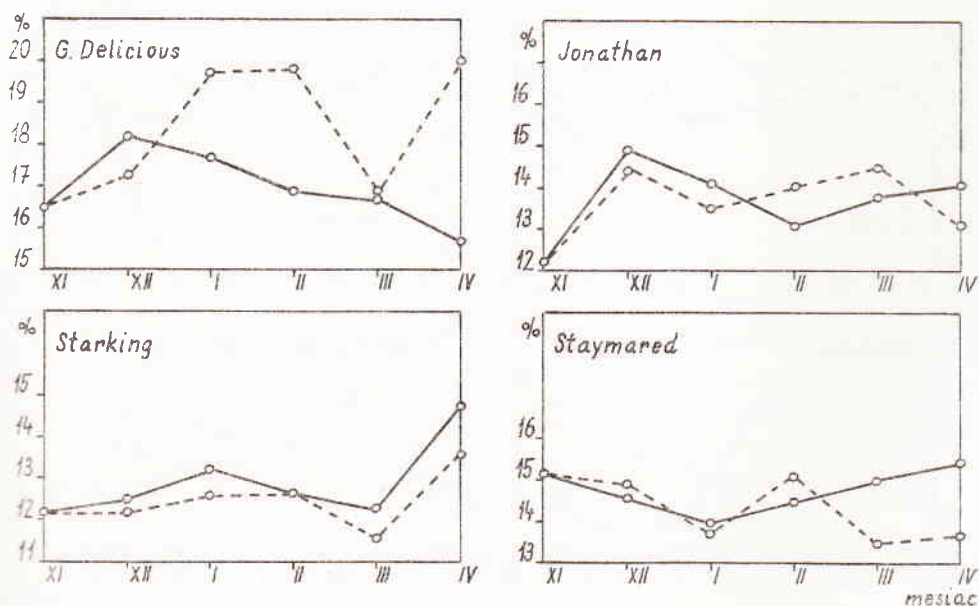 %
G. Delicious
20
19
18
17
16
15
XI XII I II III IV
%
Jonathan
16
15
14
13
12
XI XII I II III IV
%
Starking
15
14
13
12
11
XI XII I II III IV
%
Staymared
16
15
14
13
XI XII I II III IV
mesiac